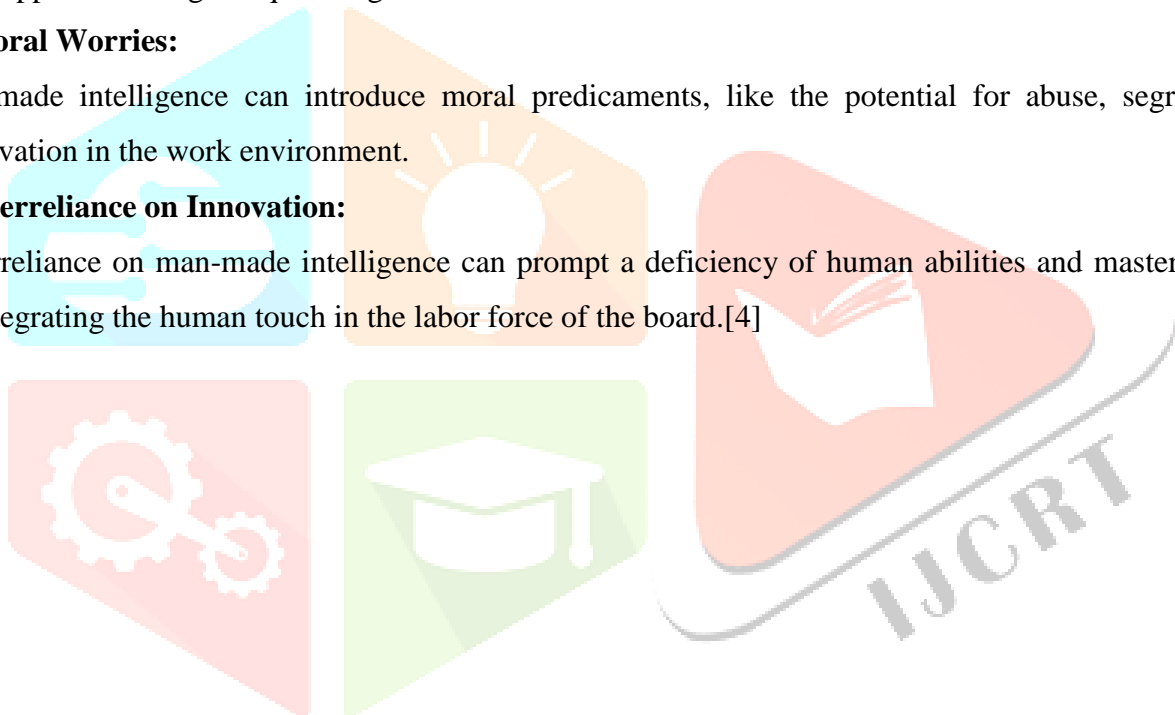 oral Worries:
made intelligence can introduce moral predicaments, like the potential for abuse, segr
vation in the work environment.
erreliance on Innovation:
rreliance on man-made intelligence can prompt a deficiency of human abilities and master
tegrating the human touch in the labor force of the board.[4]
IJCRT